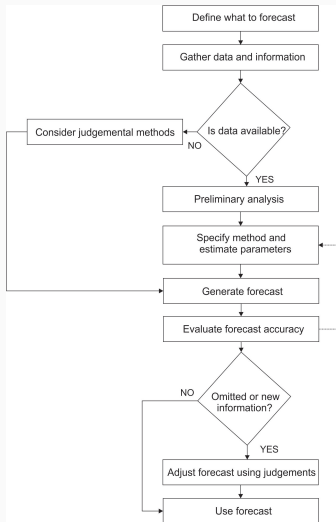 Define what to forecast
Gather data and information
Is data available?
Consider judgemental methods
NO
YES
Preliminary analysis
Specify method and
estimate parameters
Generate forecast
Evaluate forecast accuracy
NO
Omitted or new
information?
YES
Adjust forecast using judgements
Use forecast